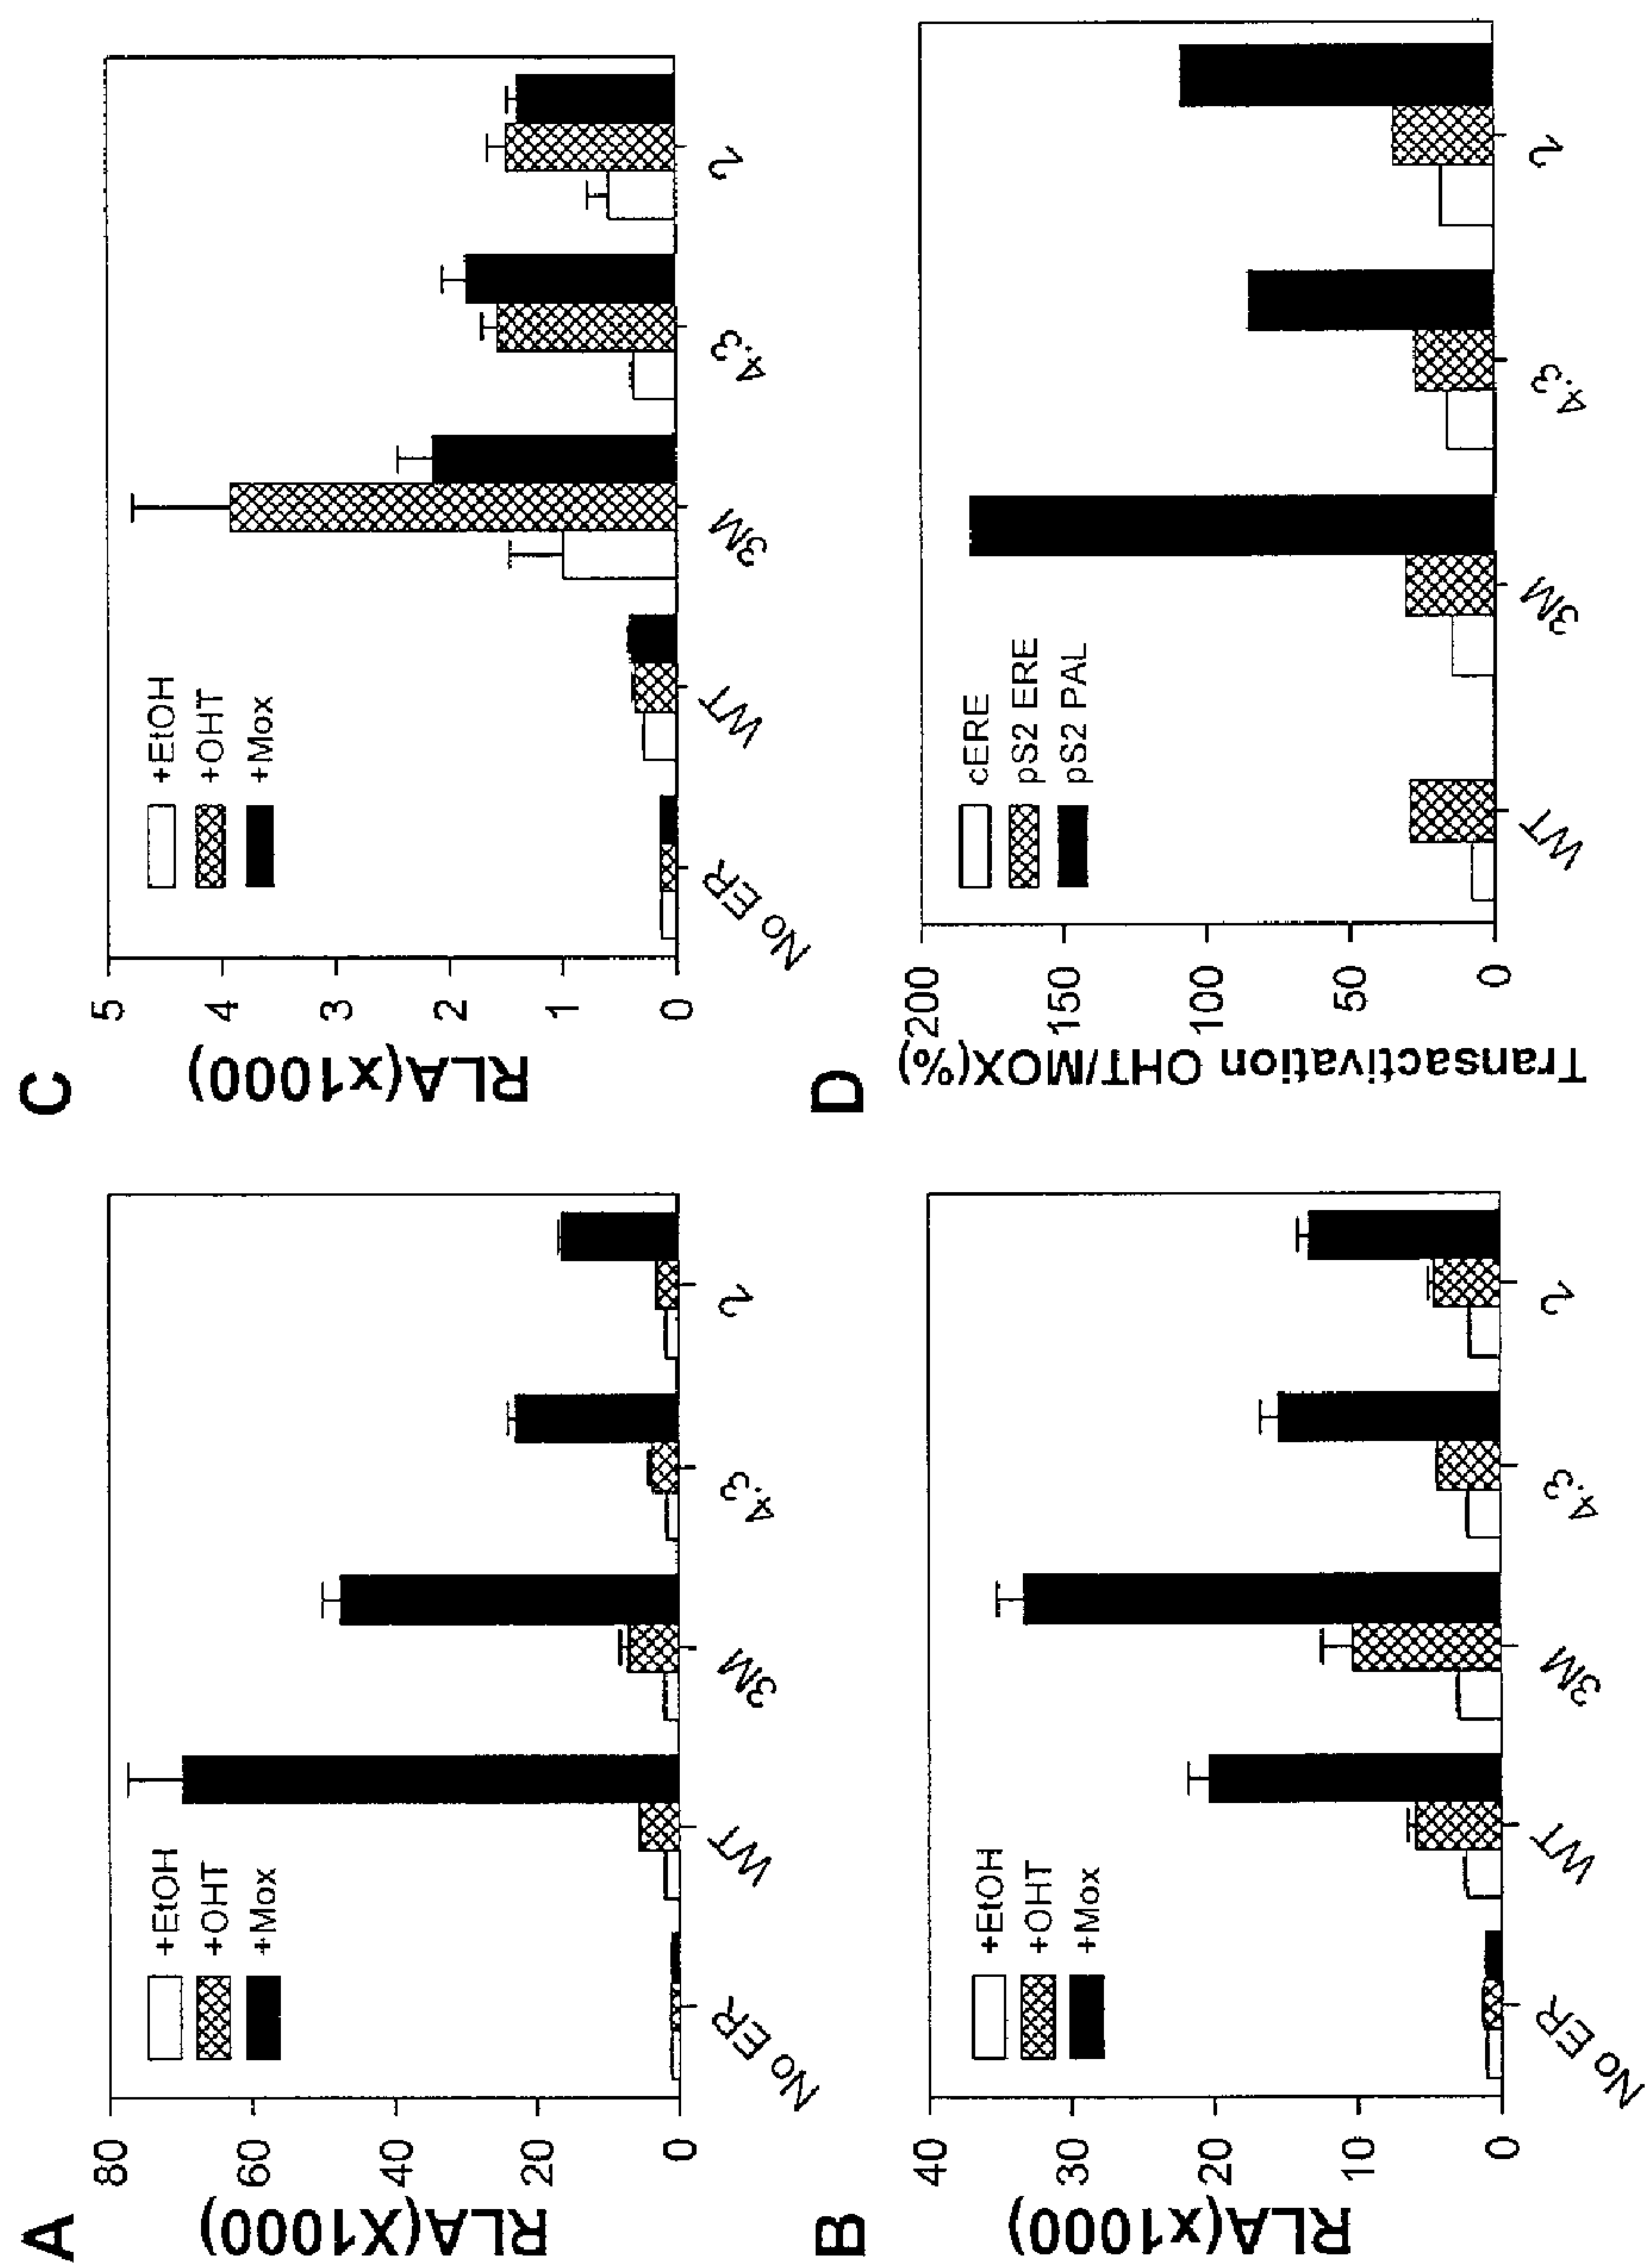 A
RLA(X1000)
80
60
40
20
0
+EtOH
+OHT
+Mox
No ER
WT
3M
4.3
2
B
RLA(x1000)
40
30
20
10
0
+EtOH
+OHT
+Mox
No ER
WT
3M
4.3
2
C
RLA(x1000)
5
4
3
2
1
0
+EtOH
+OHT
+Mox
No ER
WT
3M
4.3
2
D
Transactivation OHT/MOX(%)
200
150
100
50
0
cERE
pS2 ERE
pS2 PAL
WT
3M
4.3
2